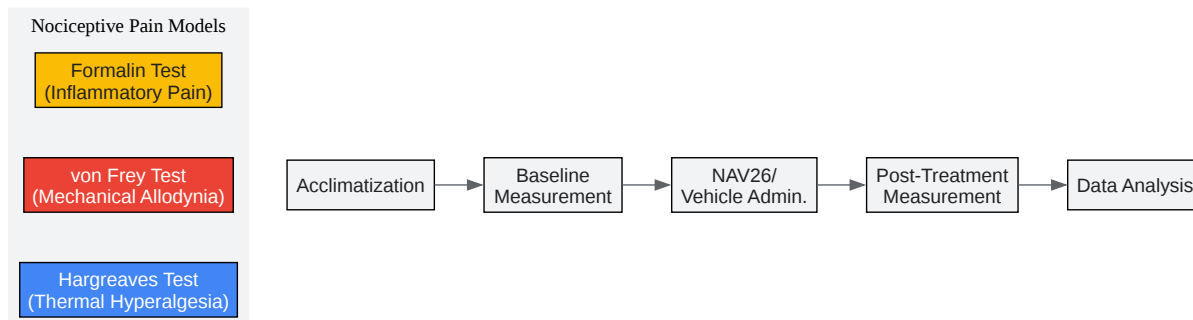 Nociceptive Pain Models
Formalin Test
(Inflammatory Pain)
von Frey Test
(Mechanical Allodynia)
Hargreaves Test
(Thermal Hyperalgesia)
Acclimatization
Baseline
Measurement
NAV26/
Vehicle Admin.
Post-Treatment
Measurement
Data Analysis